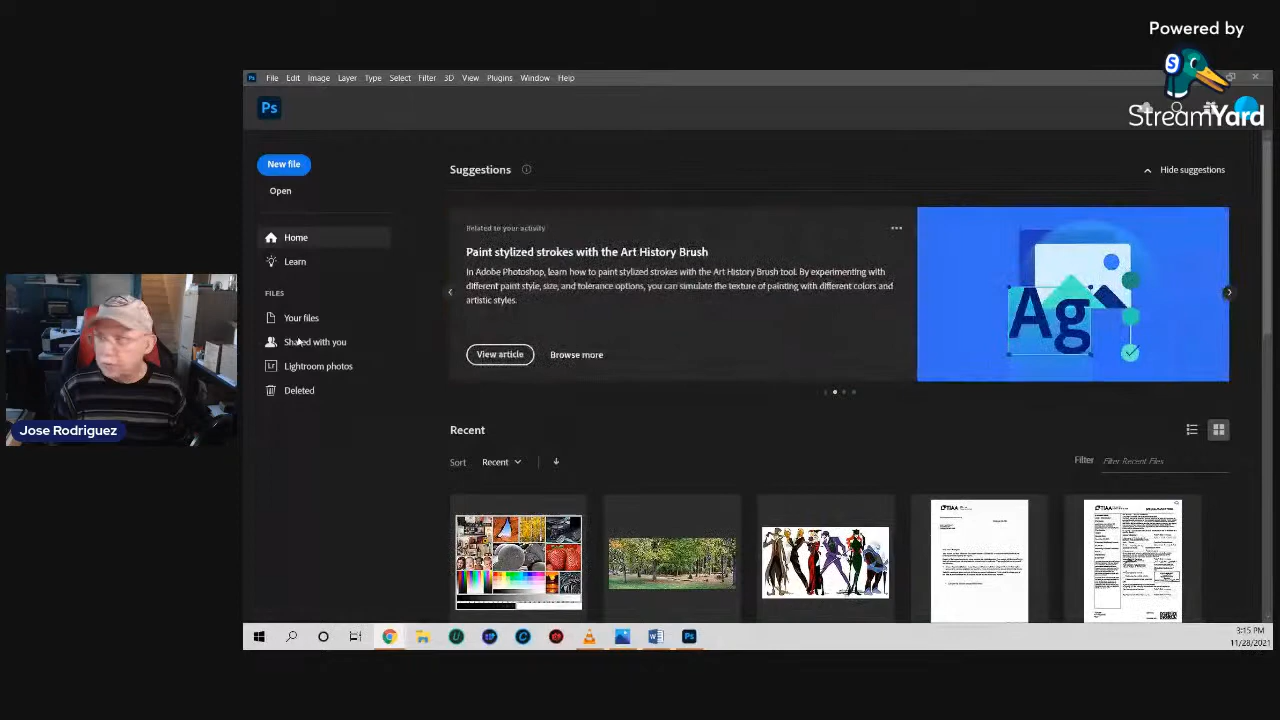 Powered by
StreamYard
Ps File Edit Image Layer Type Select Filter 3D View Plugins Window Help
Ps
New file
Open
Home
Learn
FILES
Your files
Shared with you
Lr Lightroom photos
Deleted
Suggestions
Hide suggestions
Related to your activity
Paint stylized strokes with the Art History Brush
In Adobe Photoshop, learn how to paint stylized strokes with the Art History Brush tool. By experimenting with
different paint style, size, and tolerance options, you can simulate the texture of painting with different colors and
artistic styles.
View article Browse more
Ag
Recent
Sort Recent
Filter Filter Recent Files
TIAA
TIAA
Jose Rodriguez
3:15 PM
11/28/2021